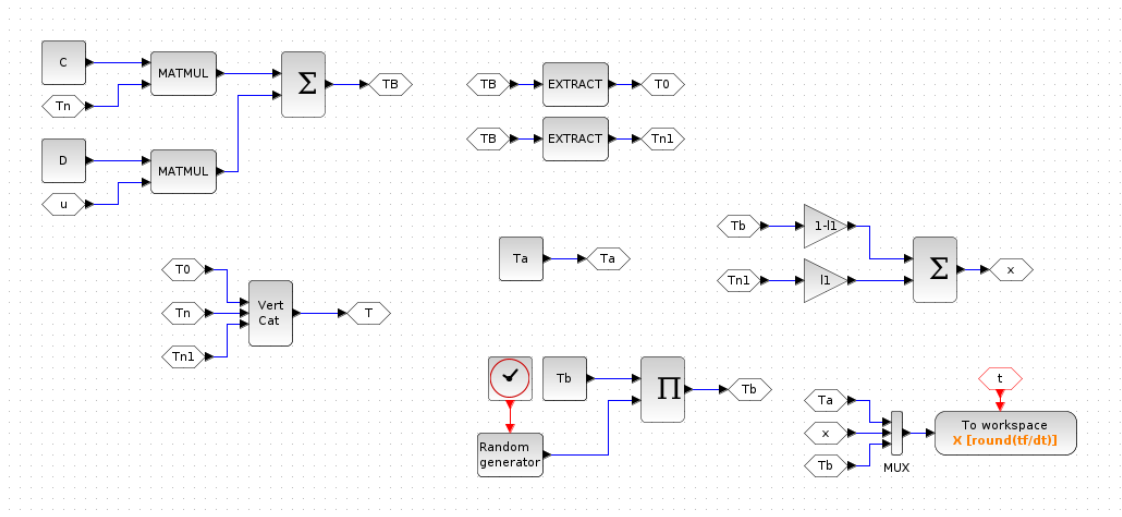 C
MATMUL
Σ
TB
Tn
D
MATMUL
u
TB
EXTRACT
T0
TB
EXTRACT
Tn1
Tb
1-l1
Σ
x
Tn1
l1
Ta
Ta
T0
Tn
Tn1
Vert
Cat
T
Tb
Π
Tb
Random
generator
t
Ta
x
Tb
MUX
To workspace
X [round(tf/dt)]